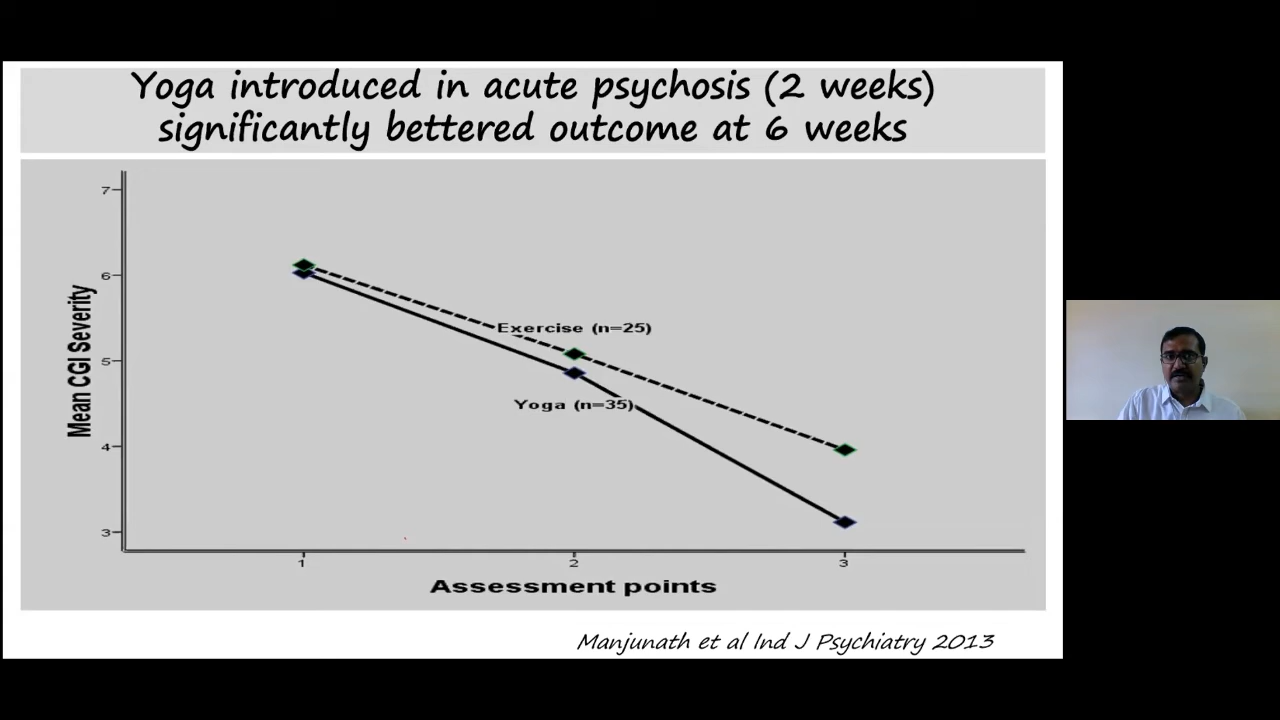 Yoga introduced in acute psychosis (2 weeks)
significantly bettered outcome at 6 weeks
Mean CGI Severity
7
6
5
4
3
Exercise (n=25)
Yoga (n=35)
1 2 3
Assessment points
Manjunath et al Ind J Psychiatry 2013